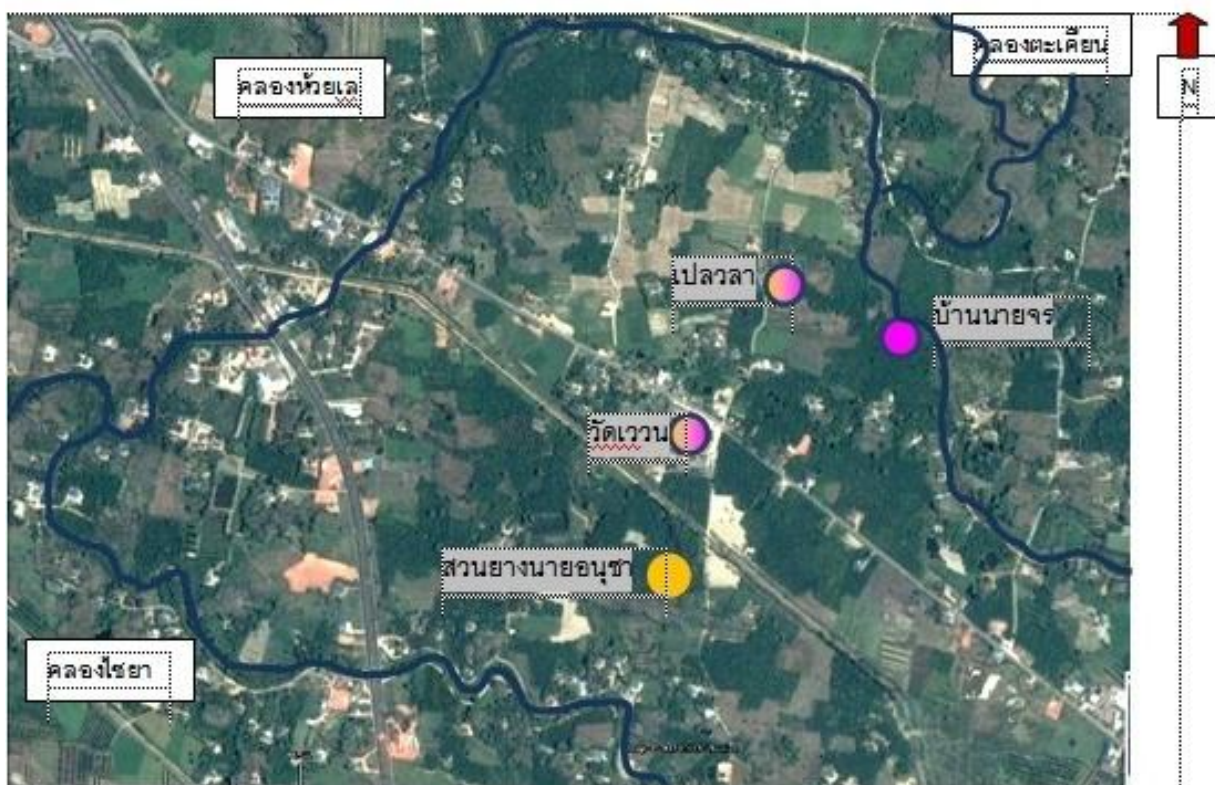 คลองตะเคียน
คลองห้วยเล
N
เปลวลา
บ้านนายจร
วัดเววน
สวนยางนายอนุชา
คลองไชยา